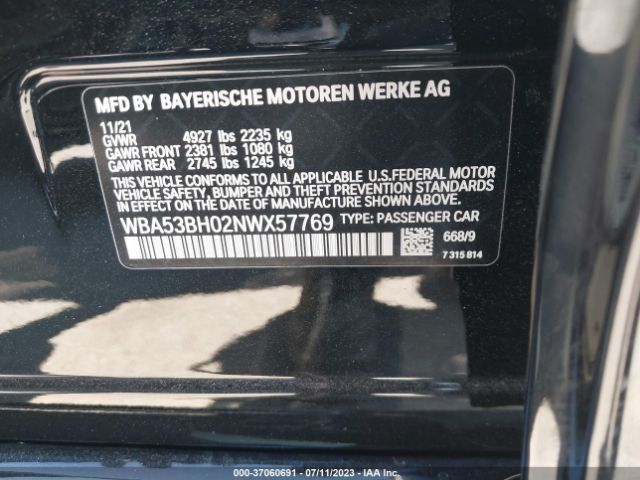 MFD BY BAYERISCHE MOTOREN WERKE AG
11/21
GVWR 4927 lbs 2235 kg
GAWR FRONT 2381 lbs 1080 kg
GAWR REAR 2745 lbs 1245 kg
THIS VEHICLE CONFORMS TO ALL APPLICABLE U.S.FEDERAL MOTOR
VEHICLE SAFETY, BUMPER AND THEFT PREVENTION STANDARDS
IN EFFECT ON THE DATE OF MANUFACTURE SHOWN ABOVE.
WBA53BH02NWX57769 TYPE: PASSENGER CAR
668/9
7 315 814
000-37060691 - 07/11/2023 - IAA Inc.